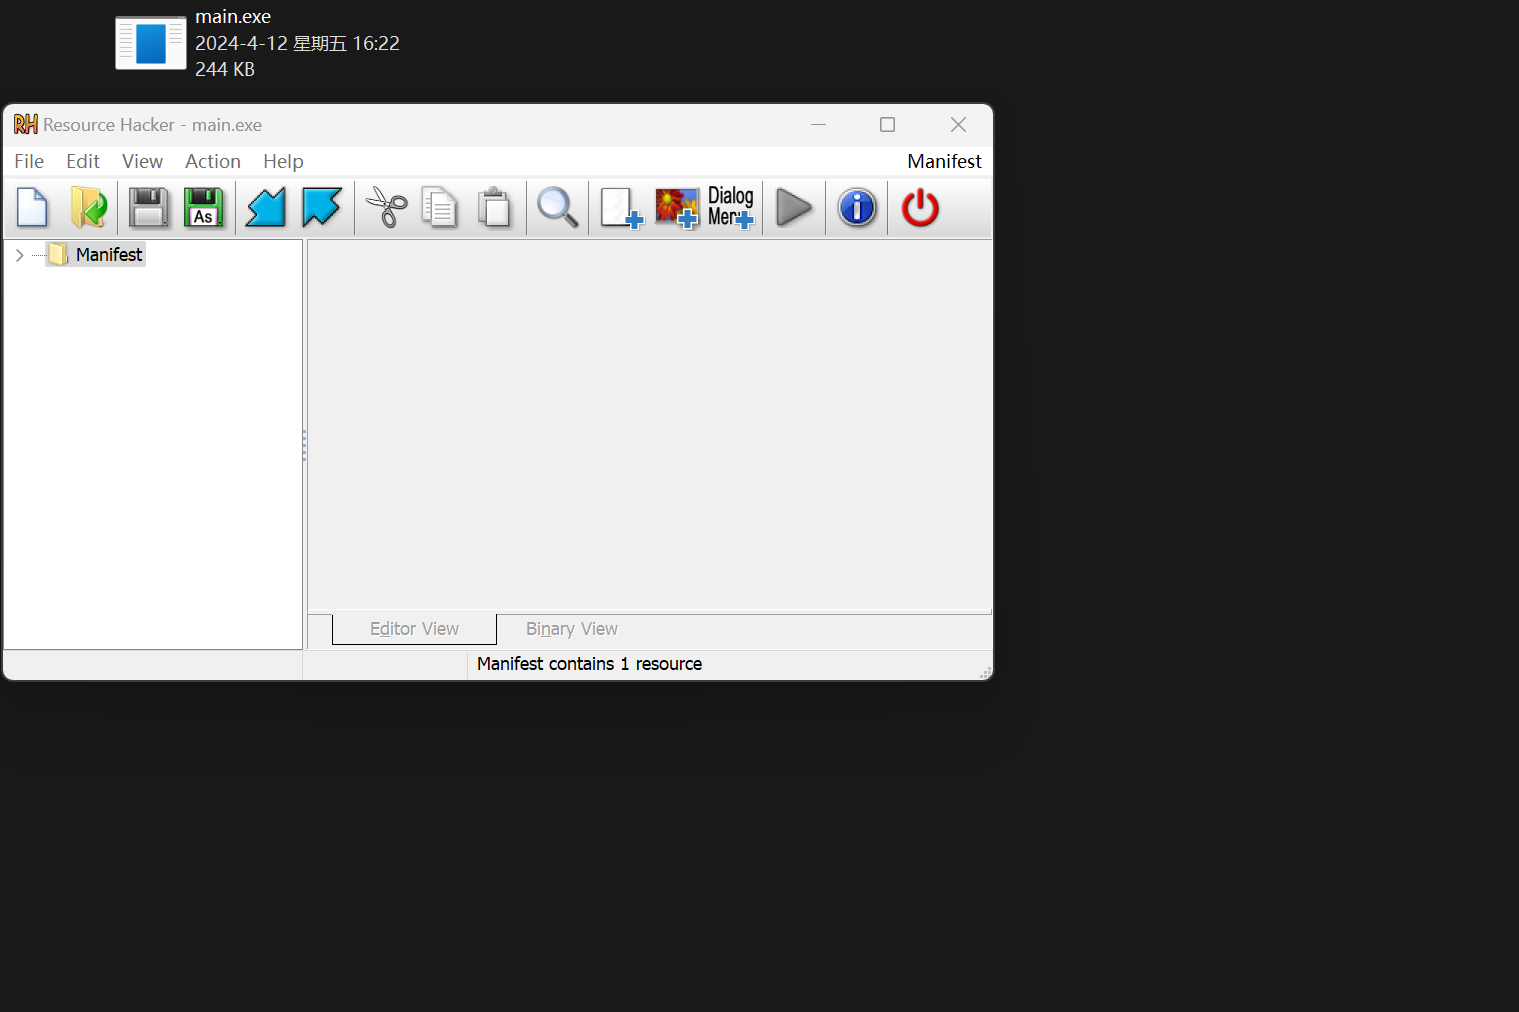 main.exe
2024-4-12 星期五 16:22
244 KB
RH Resource Hacker - main.exe
File Edit View Action Help Manifest
As
Dialog
Menu
i
Manifest
Editor View Binary View
Manifest contains 1 resource